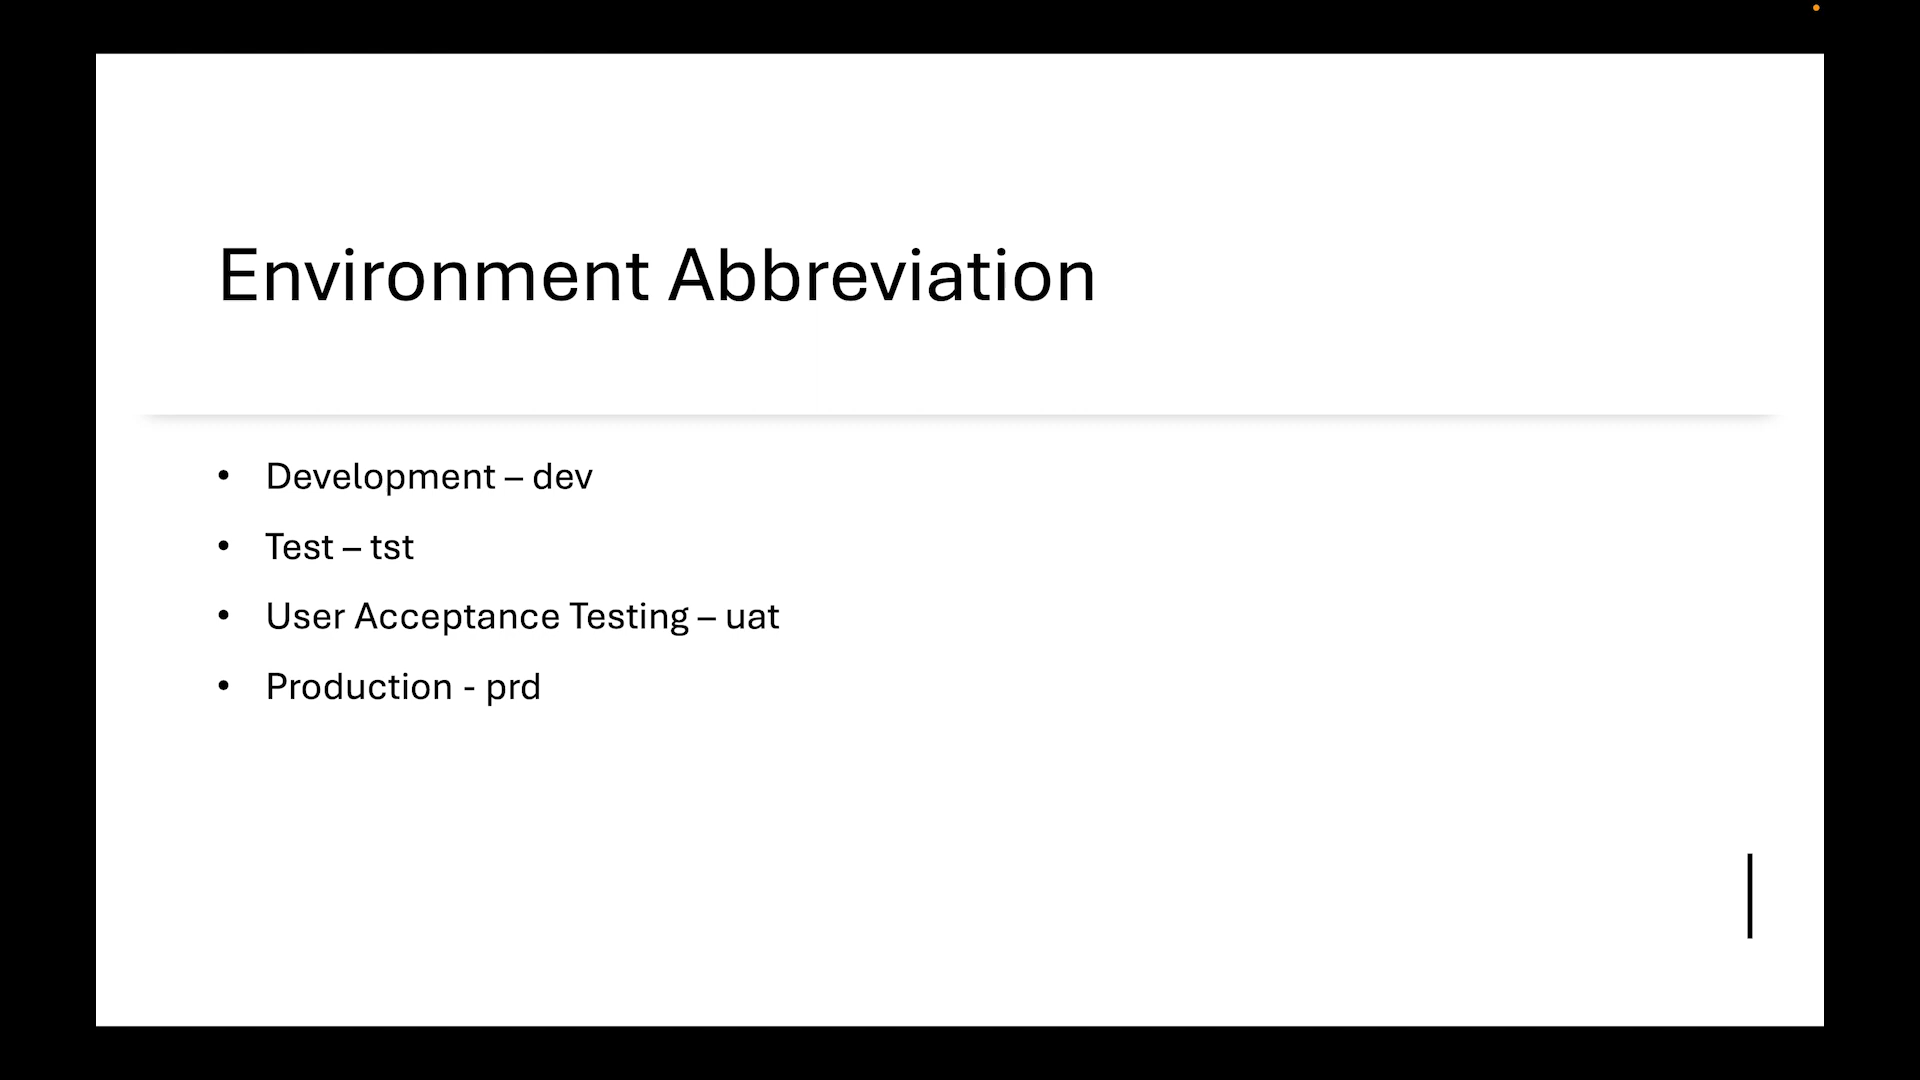 Environment Abbreviation
• Development – dev
• Test – tst
• User Acceptance Testing – uat
• Production - prd